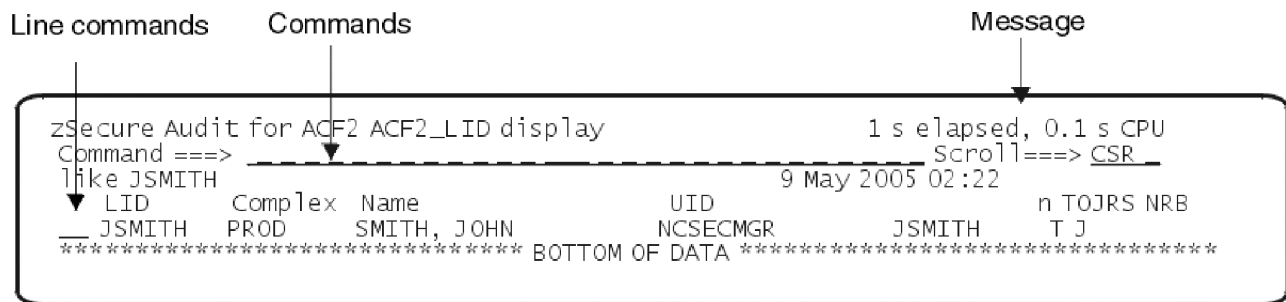 Line commands Commands Message
zSecure Audit for ACF2 ACF2_LID display 1 s elapsed, 0.1 s CPU
Command ===> _ _ _ _ _ _ _ _ _ _ _ _ _ _ _ _ _ _ _ _ _ _ _ _ _ _ _ _ Scroll===> CSR _
like JSMITH 9 May 2005 02:22
LID Complex Name UID n TOJRS NRB
__ JSMITH PROD SMITH, JOHN NCSECMGR JSMITH T J
******************************* BOTTOM OF DATA ********************************